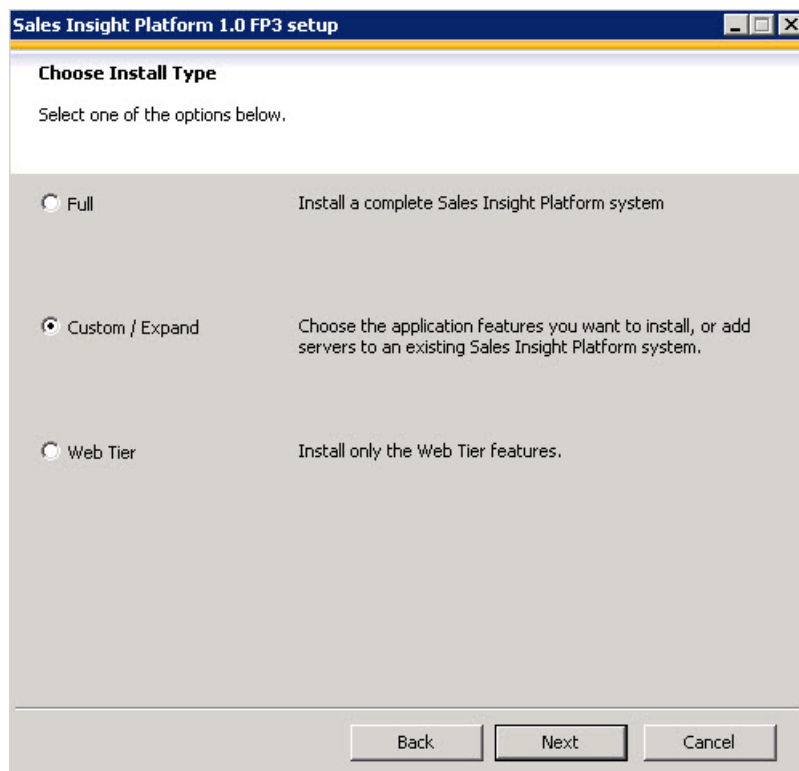 Sales Insight Platform 1.0 FP3 setup
Choose Install Type
Select one of the options below.
Full
Install a complete Sales Insight Platform system
Custom / Expand
Choose the application features you want to install, or add
servers to an existing Sales Insight Platform system.
Web Tier
Install only the Web Tier features.
Back
Next
Cancel